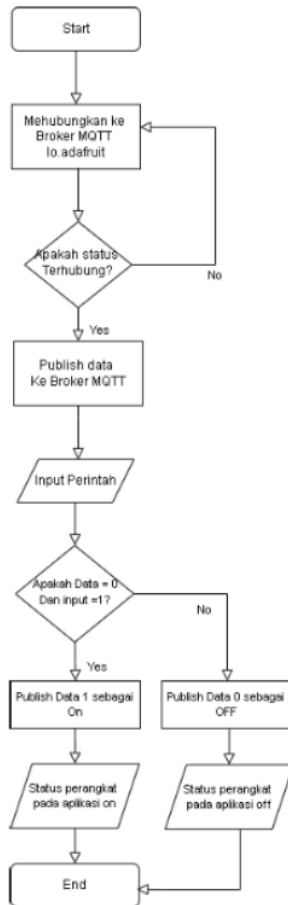 Start
Mehubungkan ke
Broker MQTT
Io.adafruit
Apakah status
Terhubung?
No
Yes
Publish data
Ke Broker MQTT
Input Perintah
Apakah Data = 0
Dan input =1?
No
Yes
Publish Data 1 sebagai
On
Publish Data 0 sebagai
OFF
Status perangkat
pada aplikasi on
Status perangkat
pada aplikasi off
End